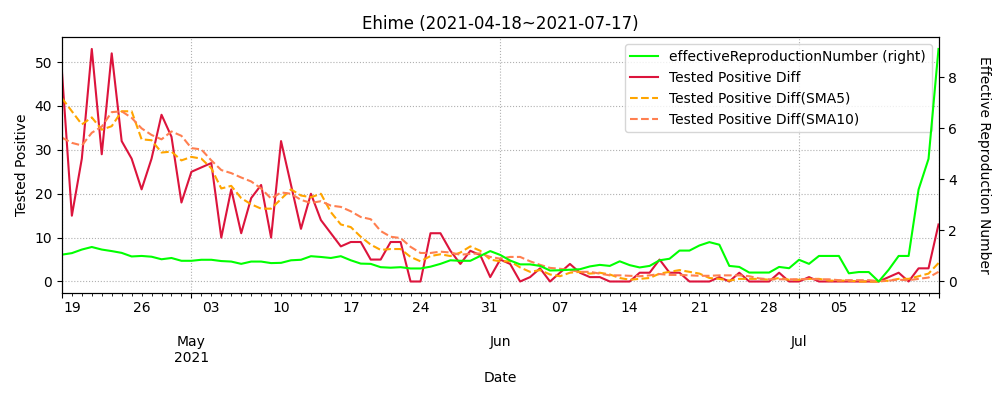 Ehime (2021-04-18~2021-07-17)
effectiveReproductionNumber (right)
Tested Positive Diff
Tested Positive Diff(SMA5)
Tested Positive Diff(SMA10)
Tested Positive
50
40
30
20
10
0
Effective Reproduction Number
8
6
4
2
0
19 26 03 10 17 24 31 07 14 21 28 05 12
May Jun Jul
2021
Date